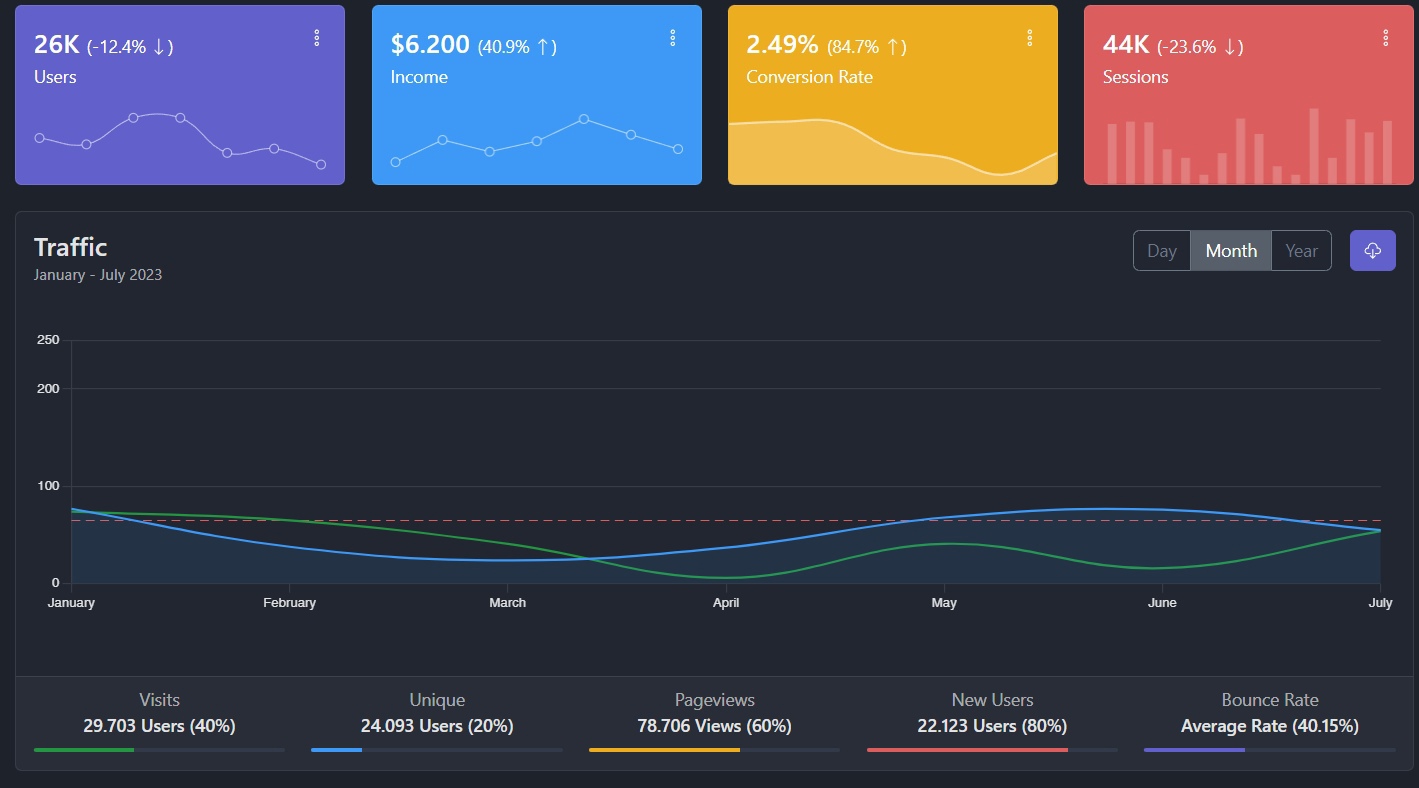 26K (-12.4% ↓)
Users
$6.200 (40.9% ↑)
Income
2.49% (84.7% ↑)
Conversion Rate
44K (-23.6% ↓)
Sessions
Traffic
January - July 2023
Day Month Year
250
200
100
0
January February March April May June July
Visits
29.703 Users (40%)
Unique
24.093 Users (20%)
Pageviews
78.706 Views (60%)
New Users
22.123 Users (80%)
Bounce Rate
Average Rate (40.15%)